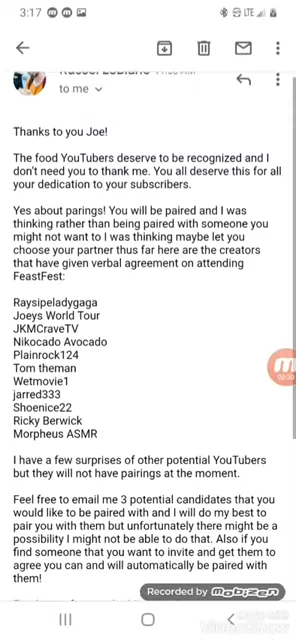 3:17
LTE
to me
Thanks to you Joe!
The food YouTubers deserve to be recognized and I
don't need you to thank me. You all deserve this for all
your dedication to your subscribers.
Yes about parings! You will be paired and I was
thinking rather than being paired with someone you
might not want to I was thinking maybe let you
choose your partner thus far here are the creators
that have given verbal agreement on attending
FeastFest:
Raysipeladygaga
Joeys World Tour
JKMCraveTV
Nikocado Avocado
Plainrock124
Tom theman
Wetmovie1
jarred333
Shoenice22
Ricky Berwick
Morpheus ASMR
I have a few surprises of other potential YouTubers
but they will not have pairings at the moment.
Feel free to email me 3 potential candidates that you
would like to be paired with and I will do my best to
pair you with them but unfortunately there might be a
possibility I might not be able to do that. Also if you
find someone that you want to invite and get them to
agree you can and will automatically be paired with
them!
Recorded by Mobizen